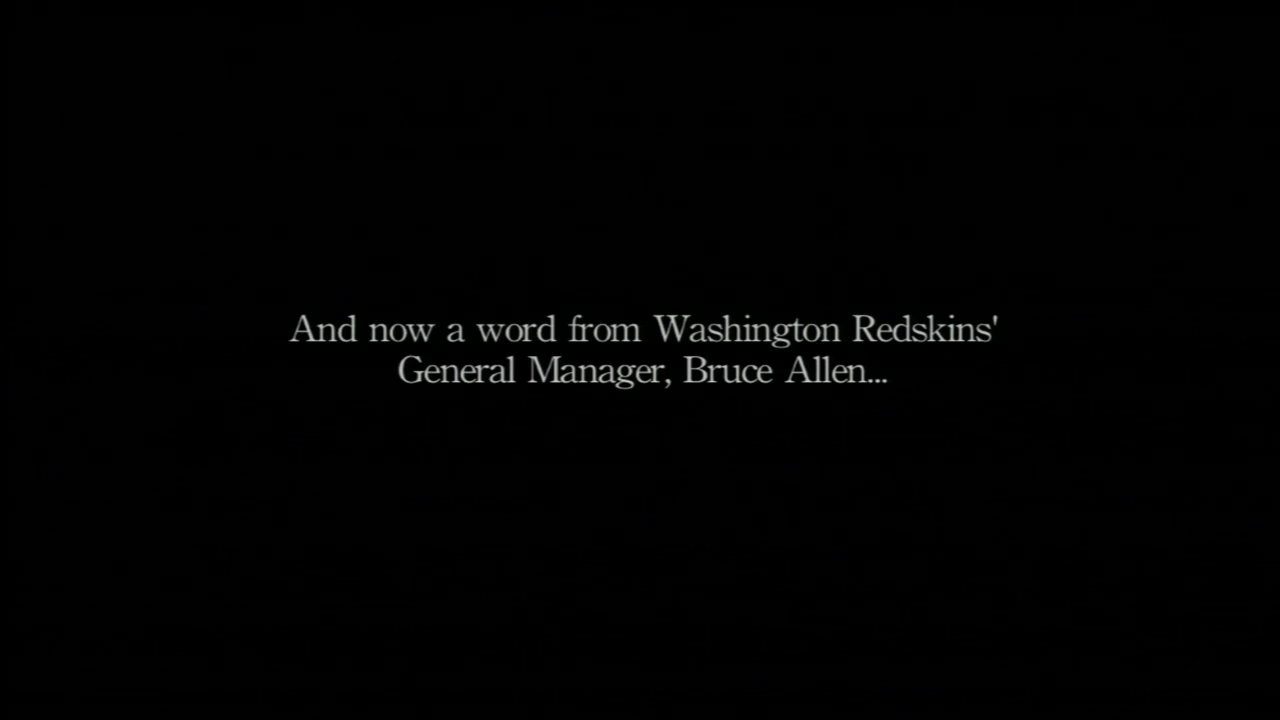 And now a word from Washington Redskins'
General Manager, Bruce Allen...